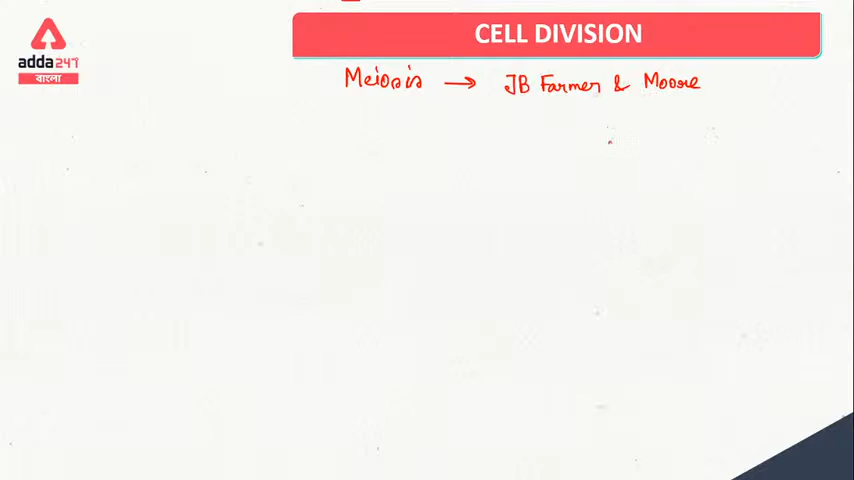 CELL DIVISION
adda247
বাংলা
Meiosis → JB Farmer & Moore